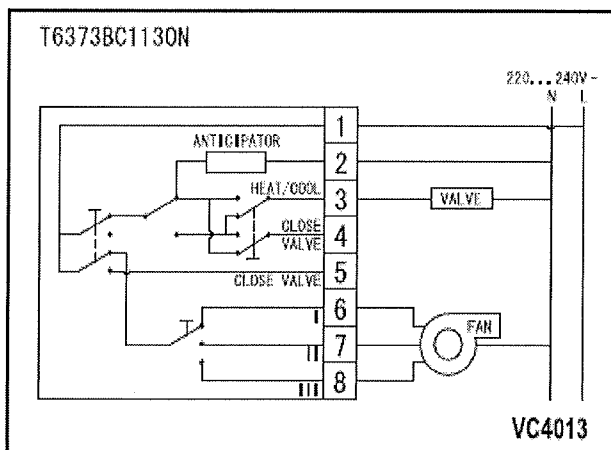 T6373BC1130N
220...240V~
N L
1
ANTICIPATOR
2
HEAT/COOL
3
VALVE
CLOSE
VALVE
4
CLOSE VALVE
5
I
6
FAN
II
7
III
8
VC4013